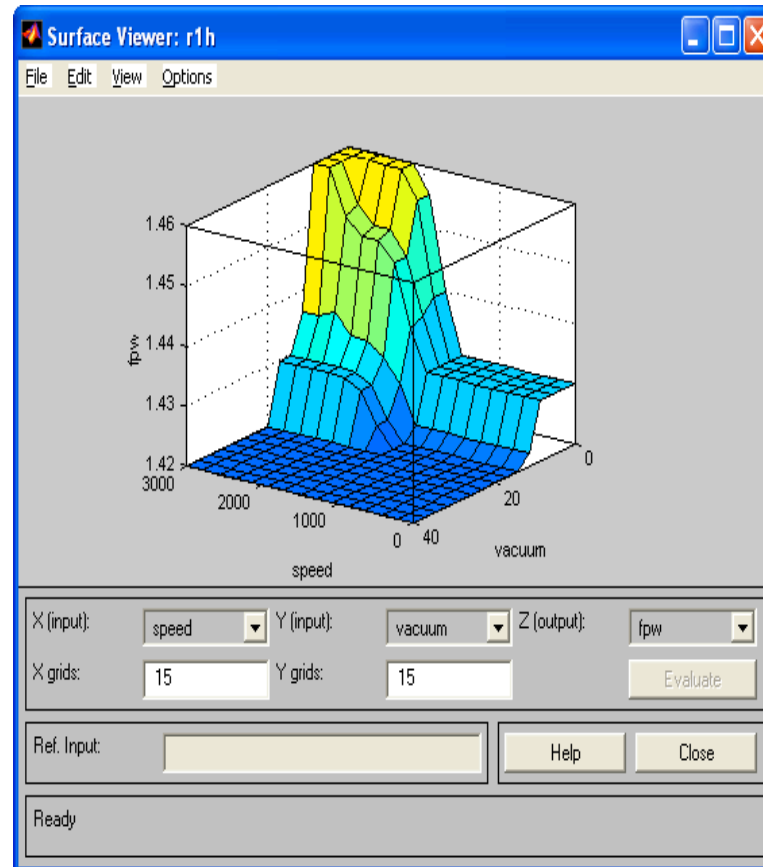 Surface Viewer: r1h
File Edit View Options
1.46
1.45
1.44
1.43
1.42
fpw
3000
2000
1000
0
speed
40
20
0
vacuum
X (input): speed Y (input): vacuum Z (output): fpw
X grids: 15 Y grids: 15 Evaluate
Ref. Input: Help Close
Ready